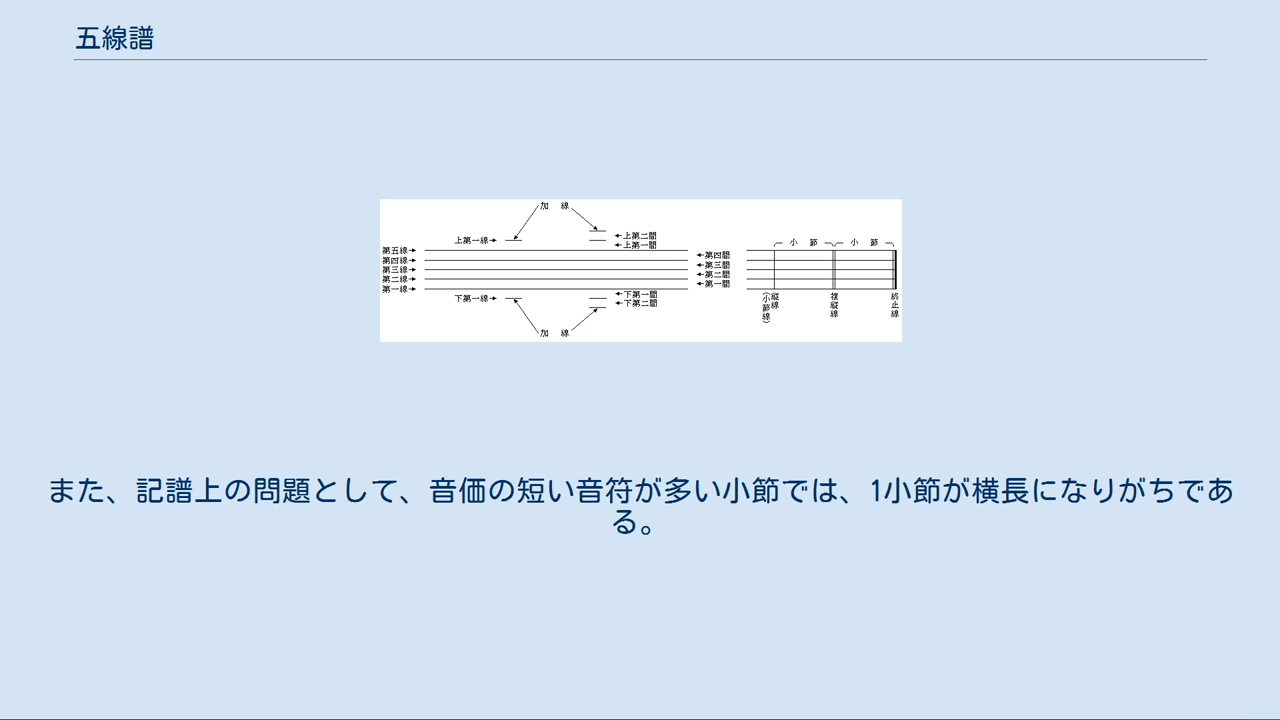 五線譜
加 線
上第一線→
←上第二間
←上第一間
第五線→
第四線→
第三線→
第二線→
第一線→
←第四間
←第三間
←第二間
←第一間
下第一線→
←下第一間
←下第二間
加 線
小 節
小 節
縦線
(小節線)
複縦線
終止線
また、記譜上の問題として、音価の短い音符が多い小節では、1小節が横長になりがちであ
る。